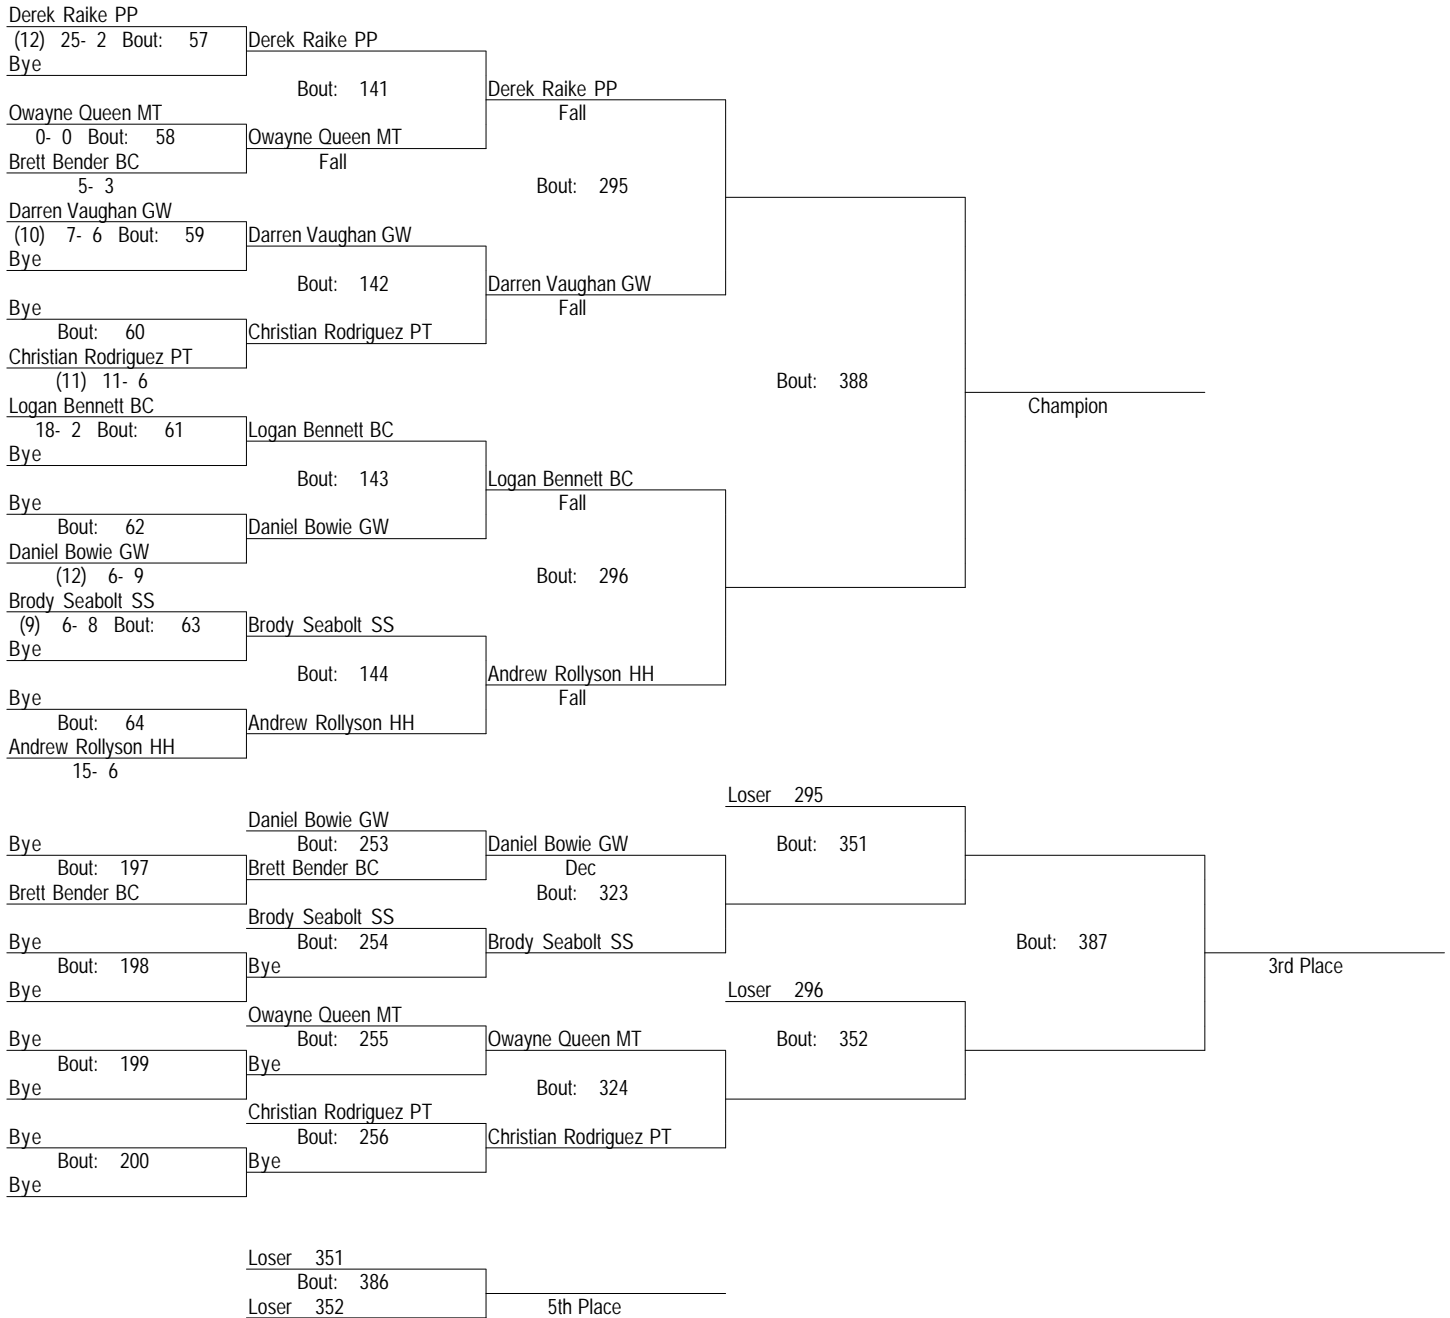 Derek Raike PP
(12) 25- 2 Bout: 57 Derek Raike PP
Bye
Bout: 141 Derek Raike PP
Owayne Queen MT Fall
0- 0 Bout: 58 Owayne Queen MT
Brett Bender BC Fall
5- 3 Bout: 295
Darren Vaughan GW
(10) 7- 6 Bout: 59 Darren Vaughan GW
Bye
Bout: 142 Darren Vaughan GW
Bye Fall
Bout: 60 Christian Rodriguez PT
Christian Rodriguez PT
(11) 11- 6 Bout: 388
Logan Bennett BC Champion
18- 2 Bout: 61 Logan Bennett BC
Bye
Bout: 143 Logan Bennett BC
Bye Fall
Bout: 62 Daniel Bowie GW
Daniel Bowie GW
(12) 6- 9 Bout: 296
Brody Seabolt SS
(9) 6- 8 Bout: 63 Brody Seabolt SS
Bye
Bout: 144 Andrew Rollyson HH
Bye Fall
Bout: 64 Andrew Rollyson HH
Andrew Rollyson HH
15- 6
Loser 295
Daniel Bowie GW
Bye Bout: 253 Daniel Bowie GW Bout: 351
Bout: 197 Brett Bender BC Dec
Brett Bender BC Bout: 323
Brody Seabolt SS
Bye Bout: 254 Brody Seabolt SS Bout: 387
Bout: 198 Bye 3rd Place
Bye Loser 296
Owayne Queen MT
Bye Bout: 255 Owayne Queen MT Bout: 352
Bout: 199 Bye
Bye Bout: 324
Christian Rodriguez PT
Bye Bout: 256 Christian Rodriguez PT
Bout: 200 Bye
Bye
Loser 351
Bout: 386
Loser 352 5th Place